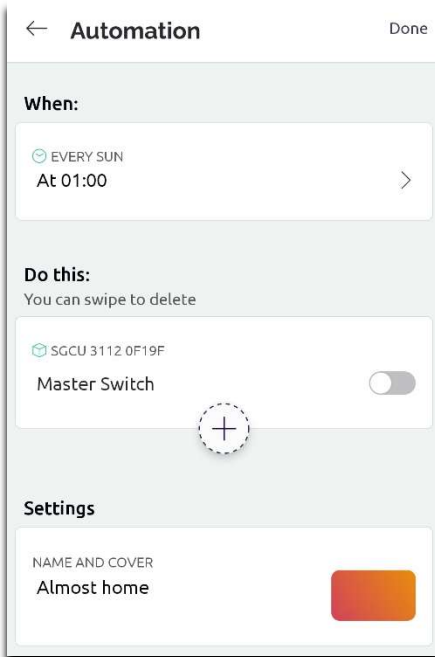 Automation
Done
When:
EVERY SUN
At 01:00
Do this:
You can swipe to delete
SGCU 3112 0F19F
Master Switch
Settings
NAME AND COVER
Almost home